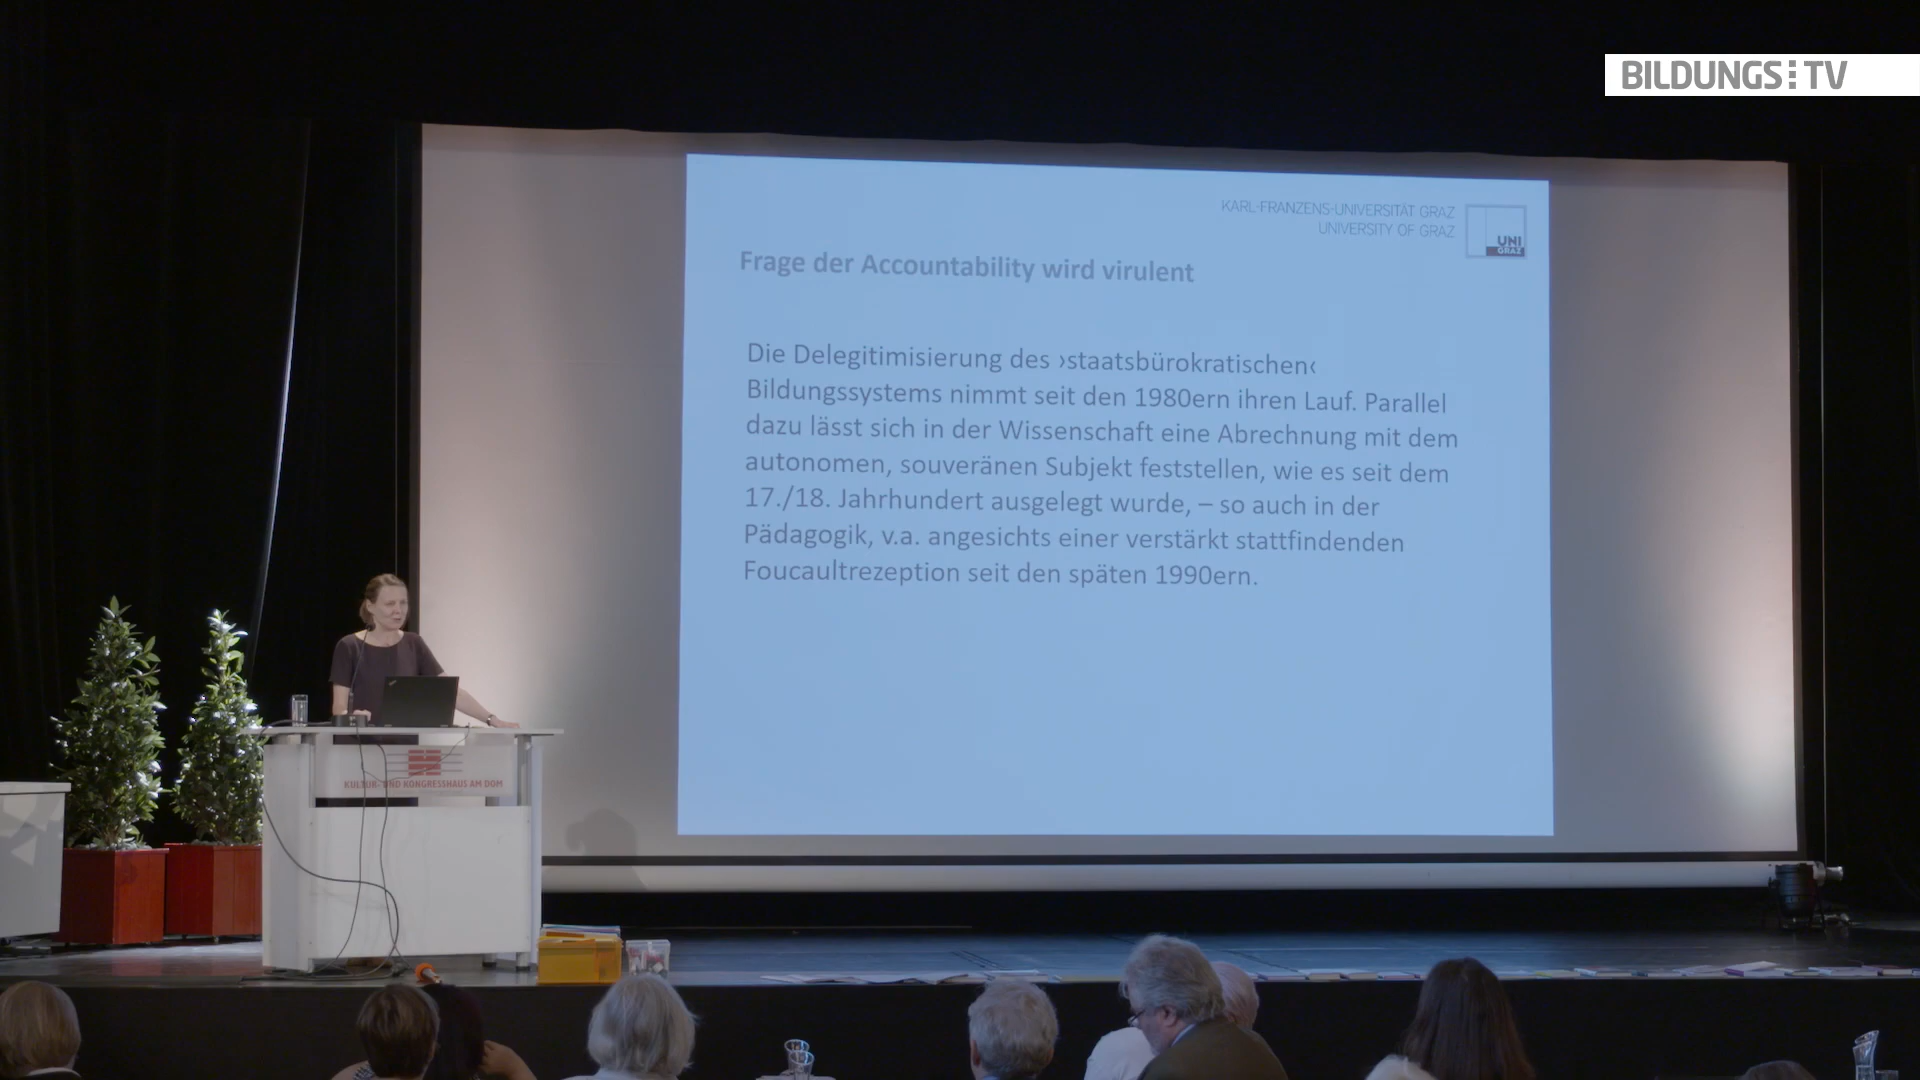 BILDUNGS TV
KARL-FRANZENS-UNIVERSITÄT GRAZ
UNIVERSITY OF GRAZ
UNI
GRAZ
Frage der Accountability wird virulent
Die Delegitimisierung des ›staatsbürokratischen‹
Bildungssystems nimmt seit den 1980ern ihren Lauf. Parallel
dazu lässt sich in der Wissenschaft eine Abrechnung mit dem
autonomen, souveränen Subjekt feststellen, wie es seit dem
17./18. Jahrhundert ausgelegt wurde, – so auch in der
Pädagogik, v.a. angesichts einer verstärkt stattfindenden
Foucaultrezeption seit den späten 1990ern.
KULTUR- UND KONGRESSHAUS AM DOM